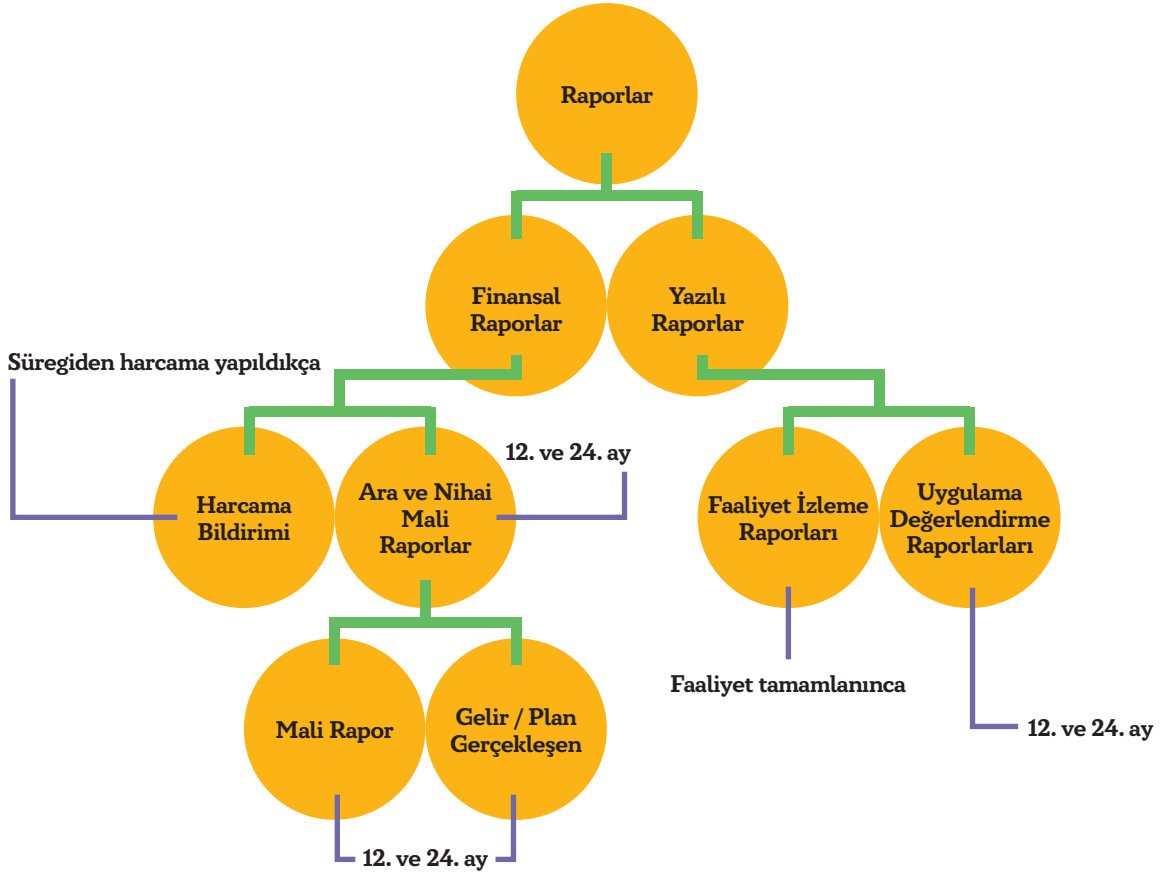 Raporlar
Finansal
Raporlar
Yazılı
Raporlar
Süregiden harcama yapıldıkça
12. ve 24. ay
Harcama
Bildirimi
Ara ve Nihai
Mali
Raporlar
Faaliyet İzleme
Raporları
Uygulama
Değerlendirme
Raporlarları
Faaliyet tamamlanınca
12. ve 24. ay
Mali Rapor
Gelir / Plan
Gerçekleşen
12. ve 24. ay